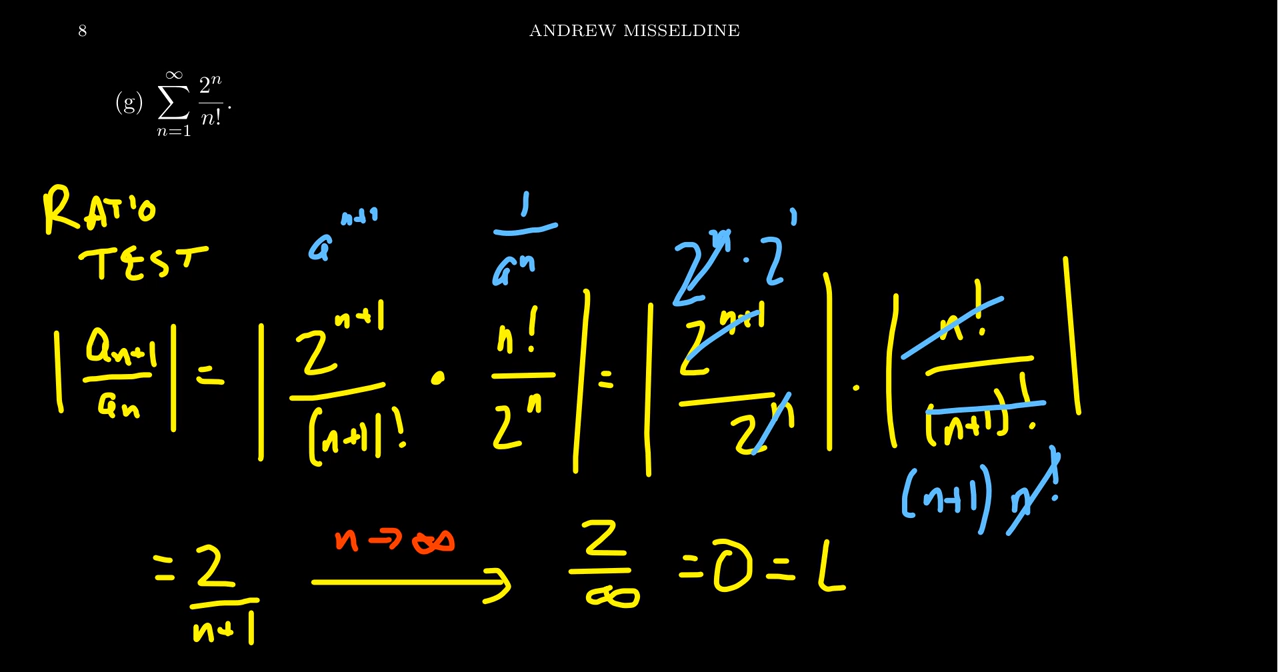 8 ANDREW MISSELDINE
(g) ∑_{n=1}^{∞} 2^n/n!.
RATIO
TEST
a^{n+1} 1/a^n 2^n · 2^1
|a_{n+1}/a_n| = |2^{n+1}/(n+1)! · n!/2^n| = |2^{n+1}/2^n| · |n!/(n+1)!|
(n+1) n!
= 2/(n+1) n→∞ ⟶ 2/∞ = 0 = L